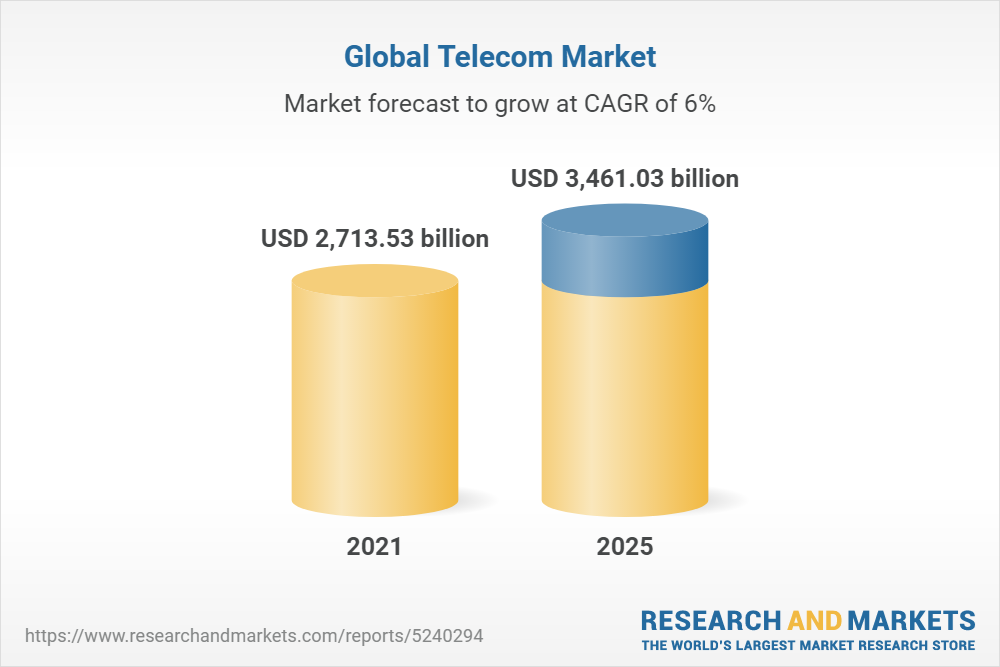 Global Telecom Market
Market forecast to grow at CAGR of 6%
USD 3,461.03 billion
USD 2,713.53 billion
2021
2025
https://www.researchandmarkets.com/reports/5240294
RESEARCH AND MARKETS
THE WORLD'S LARGEST MARKET RESEARCH STORE